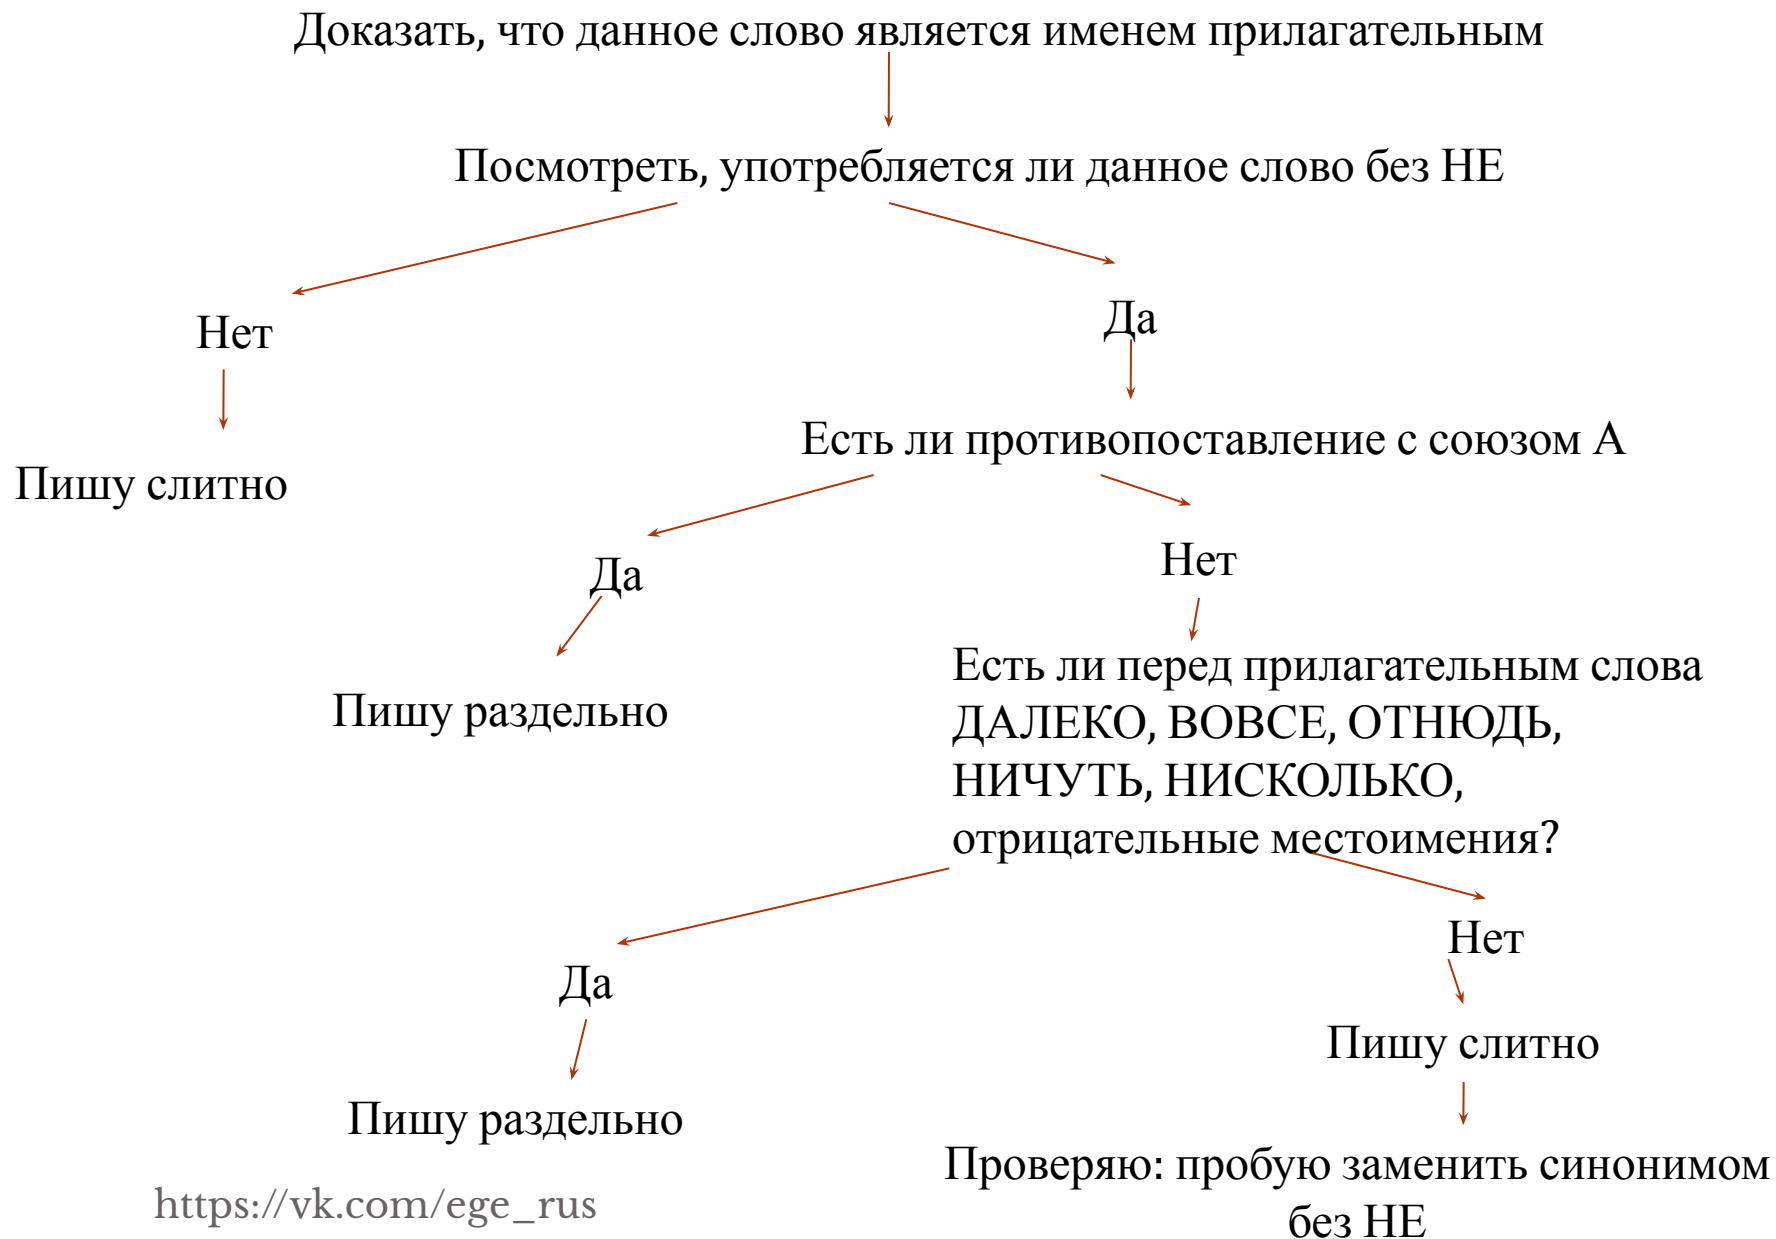 Доказать, что данное слово является именем прилагательным
Посмотреть, употребляется ли данное слово без НЕ
Нет
Да
Пишу слитно
Есть ли противопоставление с союзом А
Да
Нет
Пишу раздельно
Есть ли перед прилагательным слова
ДАЛЕКО, ВОВСЕ, ОТНЮДЬ,
НИЧУТЬ, НИСКОЛЬКО,
отрицательные местоимения?
Да
Нет
Пишу раздельно
Пишу слитно
Проверяю: пробую заменить синонимом
без НЕ
https://vk.com/ege_rus